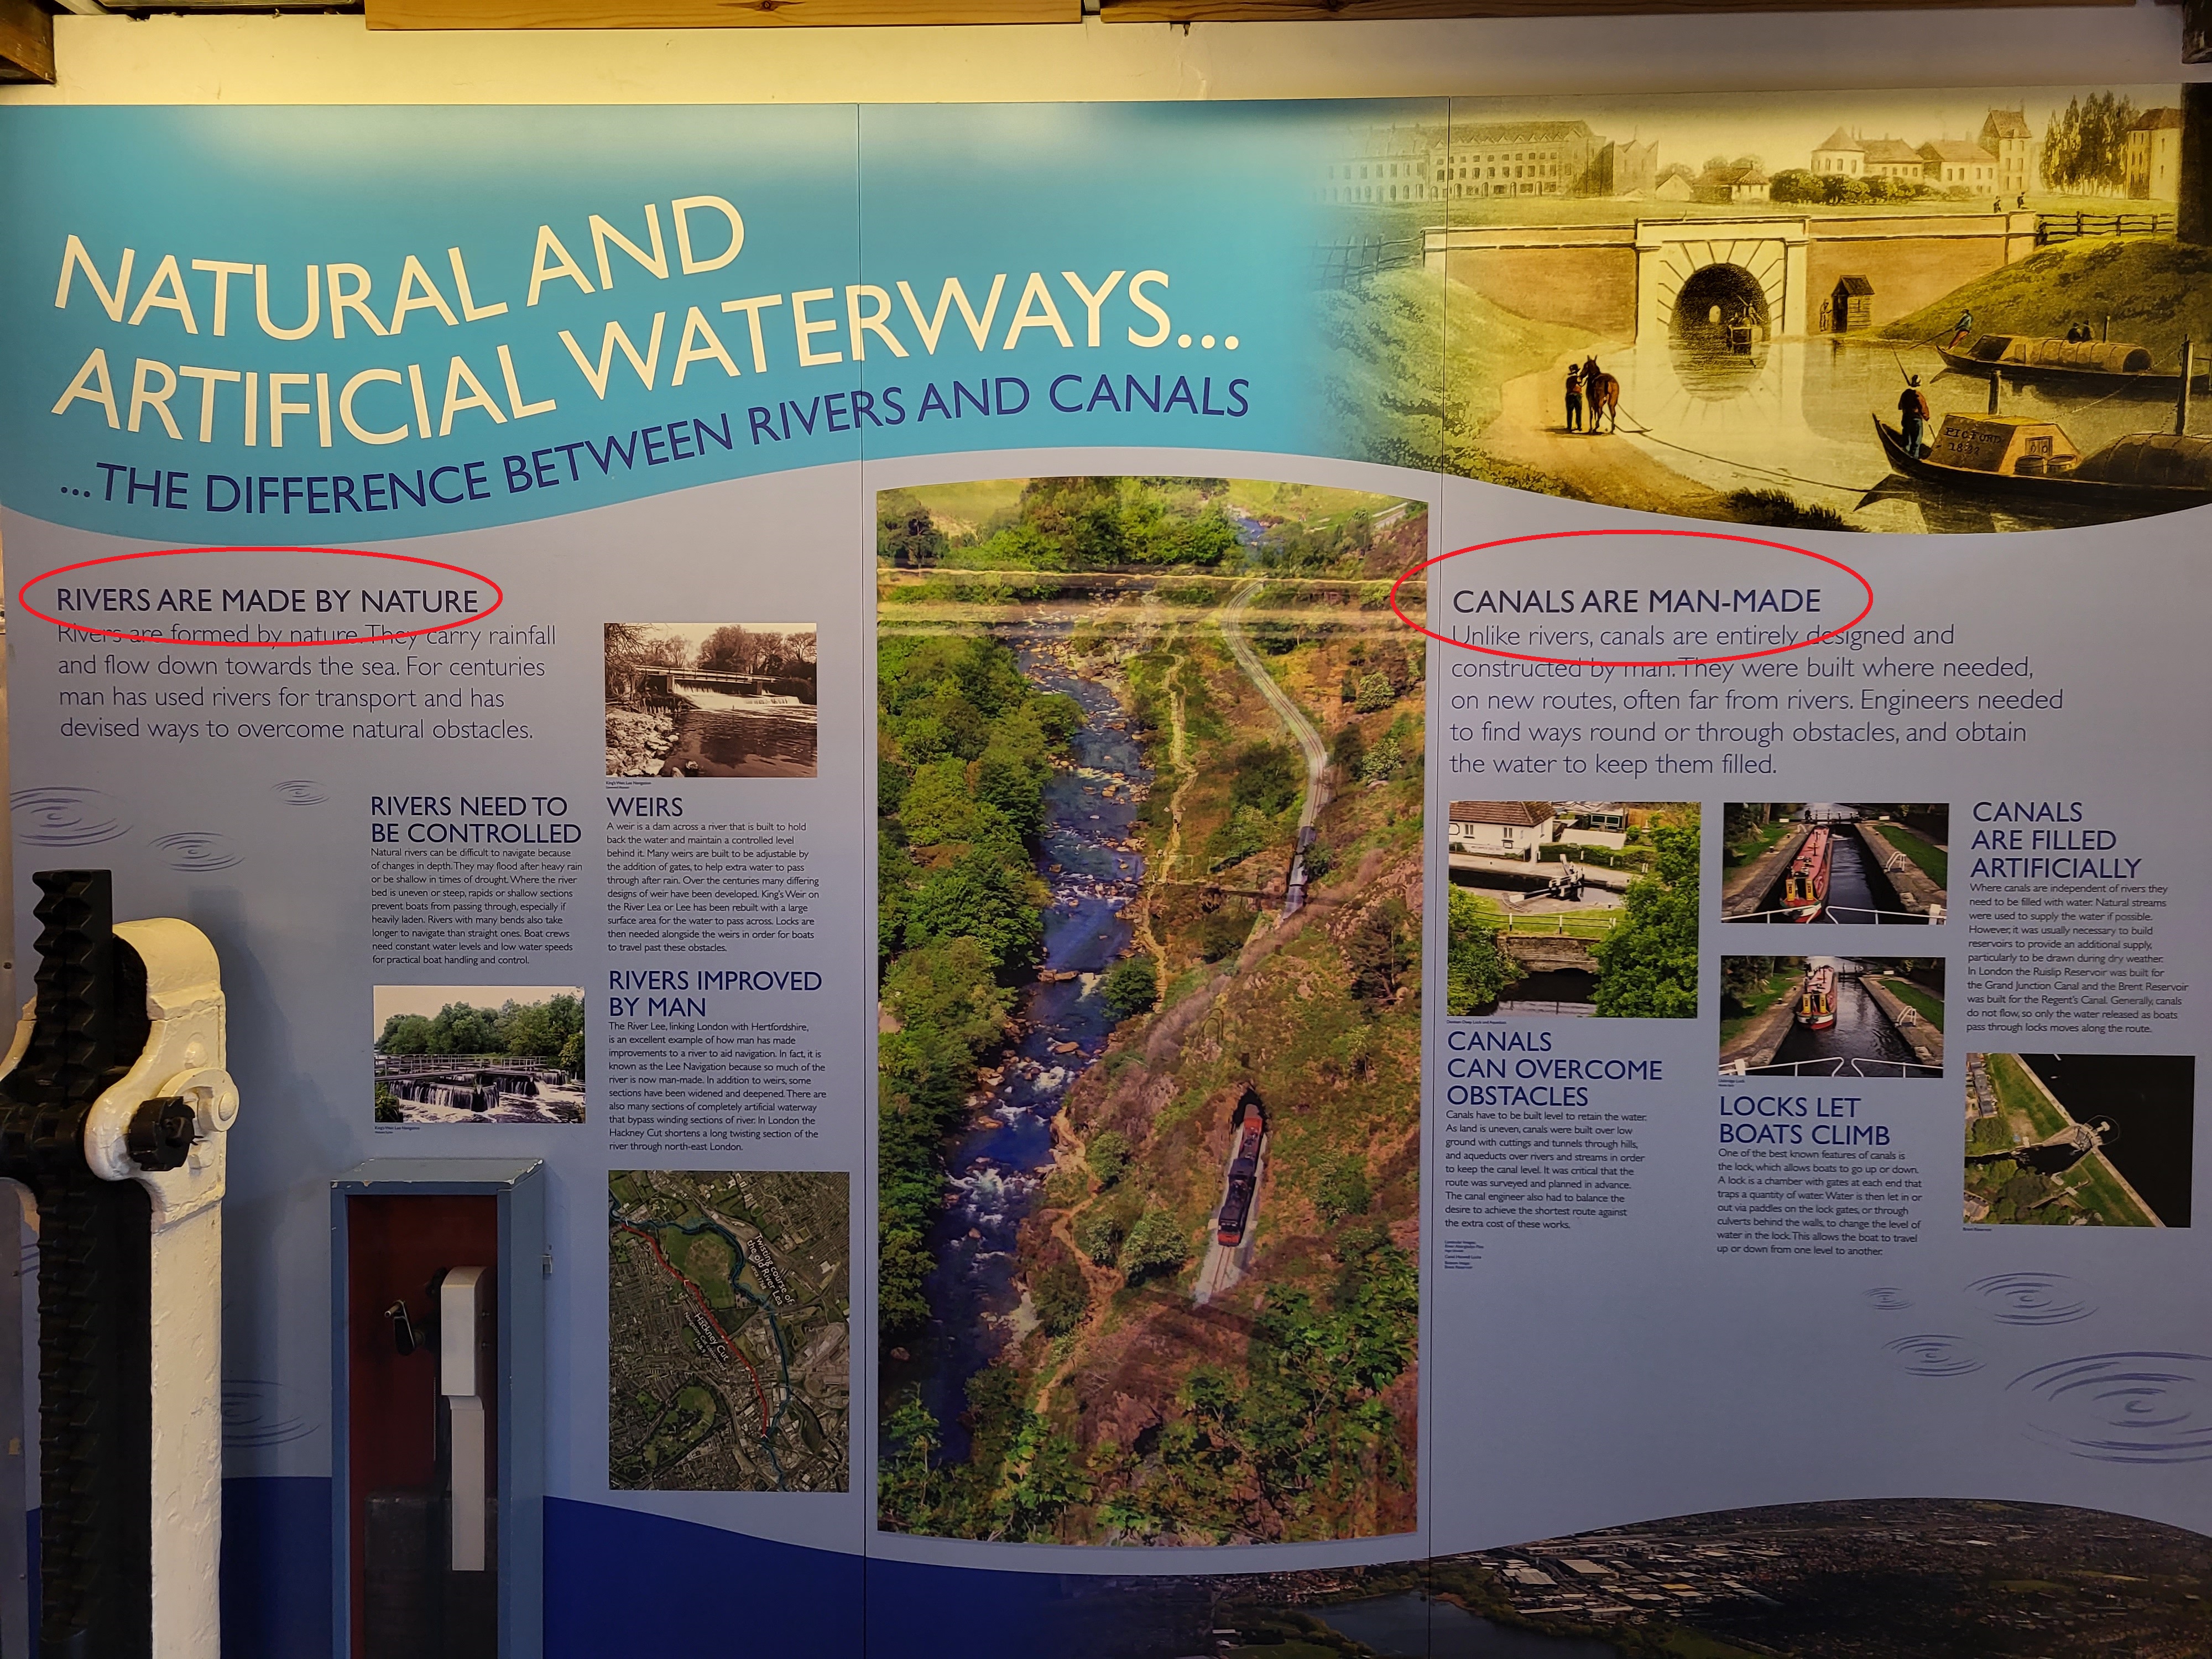 NATURAL AND
ARTIFICIAL WATERWAYS...
...THE DIFFERENCE BETWEEN RIVERS AND CANALS
RIVERS ARE MADE BY NATURE
Rivers are formed by nature. They carry rainfall
and flow down towards the sea. For centuries
man has used rivers for transport and has
devised ways to overcome natural obstacles.
RIVERS NEED TO
BE CONTROLLED
Natural rivers can be difficult to navigate because
of changes in depth. They may flood after heavy rain
or be shallow in times of drought. Where the river
bed is uneven or steep, rapids or shallow sections
prevent boats from passing through, especially if
heavily laden. Rivers with many bends also take
longer to navigate than straight ones. Boat crews
need constant water levels and low water speeds
for practical boat handling and control.
King's Weir, Lee Navigation
WEIRS
A weir is a dam across a river that is built to hold
back the water and maintain a controlled level
behind it. Many weirs are built to be adjustable by
the addition of gates, to help extra water to pass
through after rain. Over the centuries many differing
designs of weir have been developed. King's Weir on
the River Lea or Lee has been rebuilt with a large
surface area for the water to pass across. Locks are
then needed alongside the weirs in order for boats
to travel past these obstacles.
RIVERS IMPROVED
BY MAN
The River Lee, linking London with Hertfordshire,
is an excellent example of how man has made
improvements to a river to aid navigation. In fact, it is
known as the Lee Navigation because so much of the
river is now man-made. In addition to weirs, some
sections have been widened and deepened. There are
also many sections of completely artificial waterway
that bypass winding sections of river. In London the
Hackney Cut shortens a long twisting section of the
river through north-east London.
King's Weir, Lee Navigation
Twisting course of
the old River Lea
Hackney Cut
PICFORD
1822
CANALS ARE MAN-MADE
Unlike rivers, canals are entirely designed and
constructed by man. They were built where needed,
on new routes, often far from rivers. Engineers needed
to find ways round or through obstacles, and obtain
the water to keep them filled.
CANALS
CAN OVERCOME
OBSTACLES
Canals have to be built level to retain the water.
As land is uneven, canals were built over low
ground with cuttings and tunnels through hills,
and aqueducts over rivers and streams in order
to keep the canal level. It was critical that the
route was surveyed and planned in advance.
The canal engineer also had to balance the
desire to achieve the shortest route against
the extra cost of these works.
LOCKS LET
BOATS CLIMB
One of the best known features of canals is
the lock, which allows boats to go up or down.
A lock is a chamber with gates at each end that
traps a quantity of water. Water is then let in or
out via paddles on the lock gates, or through
culverts behind the walls, to change the level of
water in the lock. This allows the boat to travel
up or down from one level to another.
CANALS
ARE FILLED
ARTIFICIALLY
Where canals are independent of rivers they
need to be filled with water. Natural streams
were used to supply the water if possible.
However, it was usually necessary to build
reservoirs to provide an additional supply,
particularly to be drawn during dry weather.
In London the Ruislip Reservoir was built for
the Grand Junction Canal and the Brent Reservoir
was built for the Regent's Canal. Generally, canals
do not flow, so only the water released as boats
pass through locks moves along the route.
Brent Reservoir